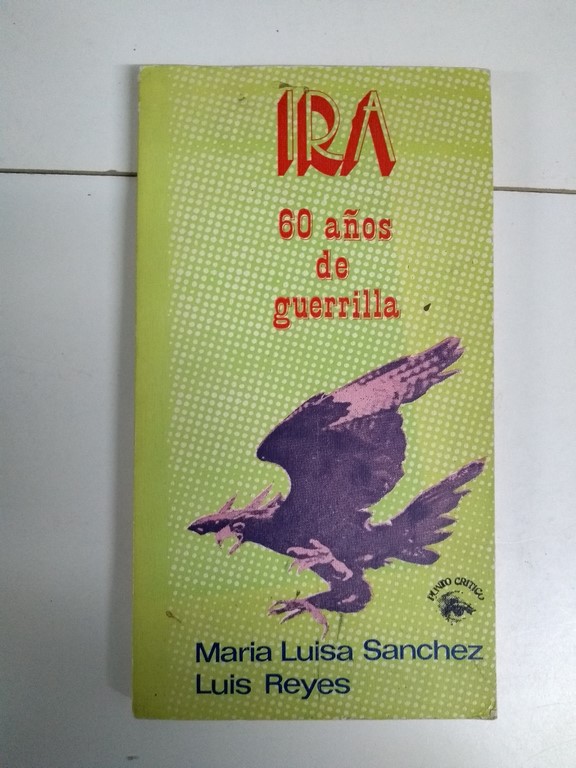 IRA
60 años
de
guerrilla
PUNTO CRITICO
Maria Luisa Sanchez
Luis Reyes